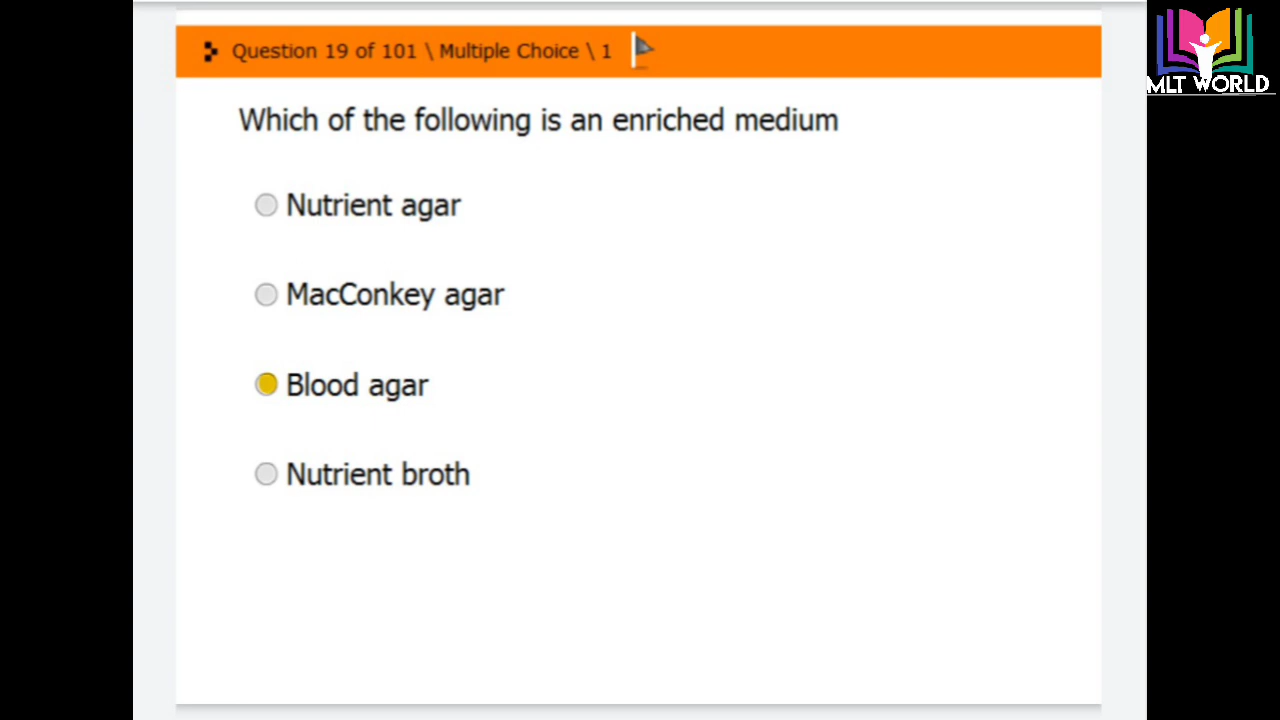 Question 19 of 101 \ Multiple Choice \ 1
MLT WORLD
Which of the following is an enriched medium
Nutrient agar
MacConkey agar
Blood agar
Nutrient broth